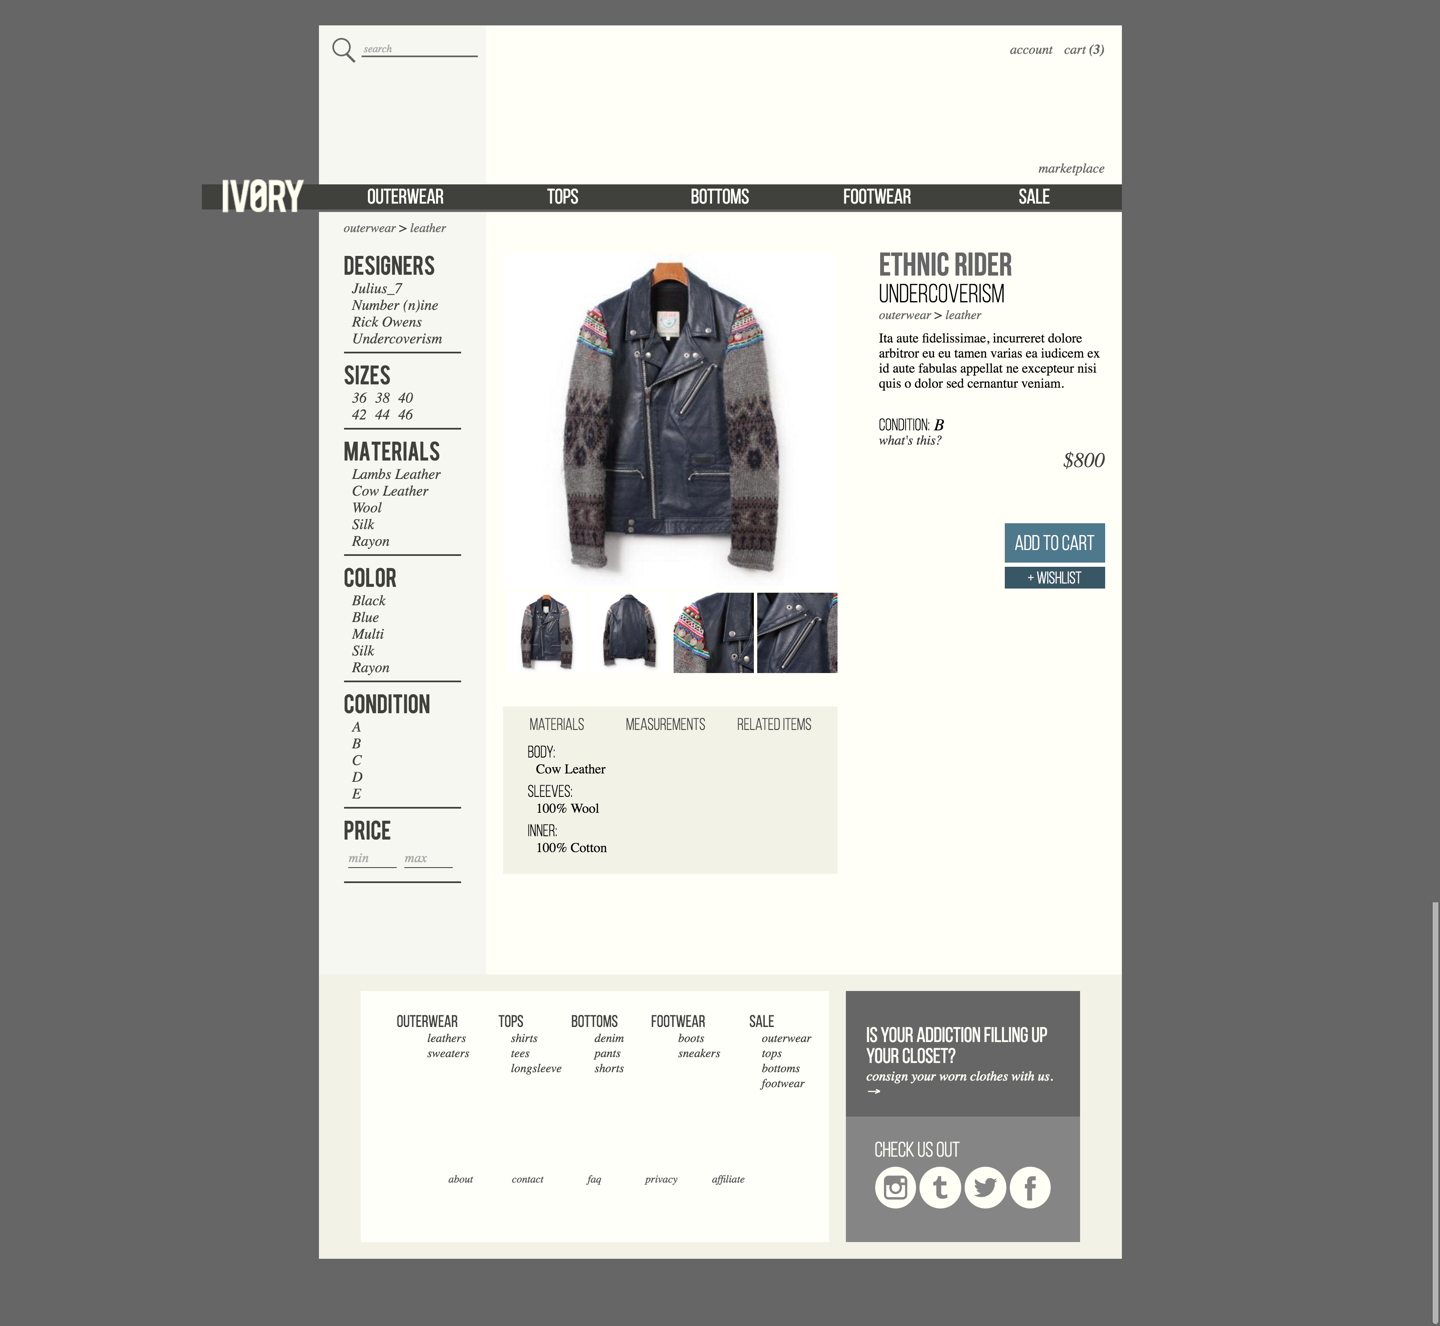 search
account cart (3)
marketplace
IVØRY
OUTERWEAR TOPS BOTTOMS FOOTWEAR SALE
outerwear > leather
DESIGNERS
Julius_7
Number (n)ine
Rick Owens
Undercoverism
SIZES
36 38 40
42 44 46
MATERIALS
Lambs Leather
Cow Leather
Wool
Silk
Rayon
COLOR
Black
Blue
Multi
Silk
Rayon
CONDITION
A
B
C
D
E
PRICE
min max
ETHNIC RIDER
UNDERCOVERISM
outerwear > leather
Ita aute fidelissimae, incurreret dolore
arbitror eu eu tamen varias ea iudicem ex
id aute fabulas appellat ne excepteur nisi
quis o dolor sed cernantur veniam.
CONDITION: B
what's this?
$800
ADD TO CART
+ WISHLIST
MATERIALS MEASUREMENTS RELATED ITEMS
BODY:
Cow Leather
SLEEVES:
100% Wool
INNER:
100% Cotton
OUTERWEAR
leathers
sweaters
TOPS
shirts
tees
longsleeve
BOTTOMS
denim
pants
shorts
FOOTWEAR
boots
sneakers
SALE
outerwear
tops
bottoms
footwear
about contact faq privacy affiliate
IS YOUR ADDICTION FILLING UP
YOUR CLOSET?
consign your worn clothes with us.
→
CHECK US OUT